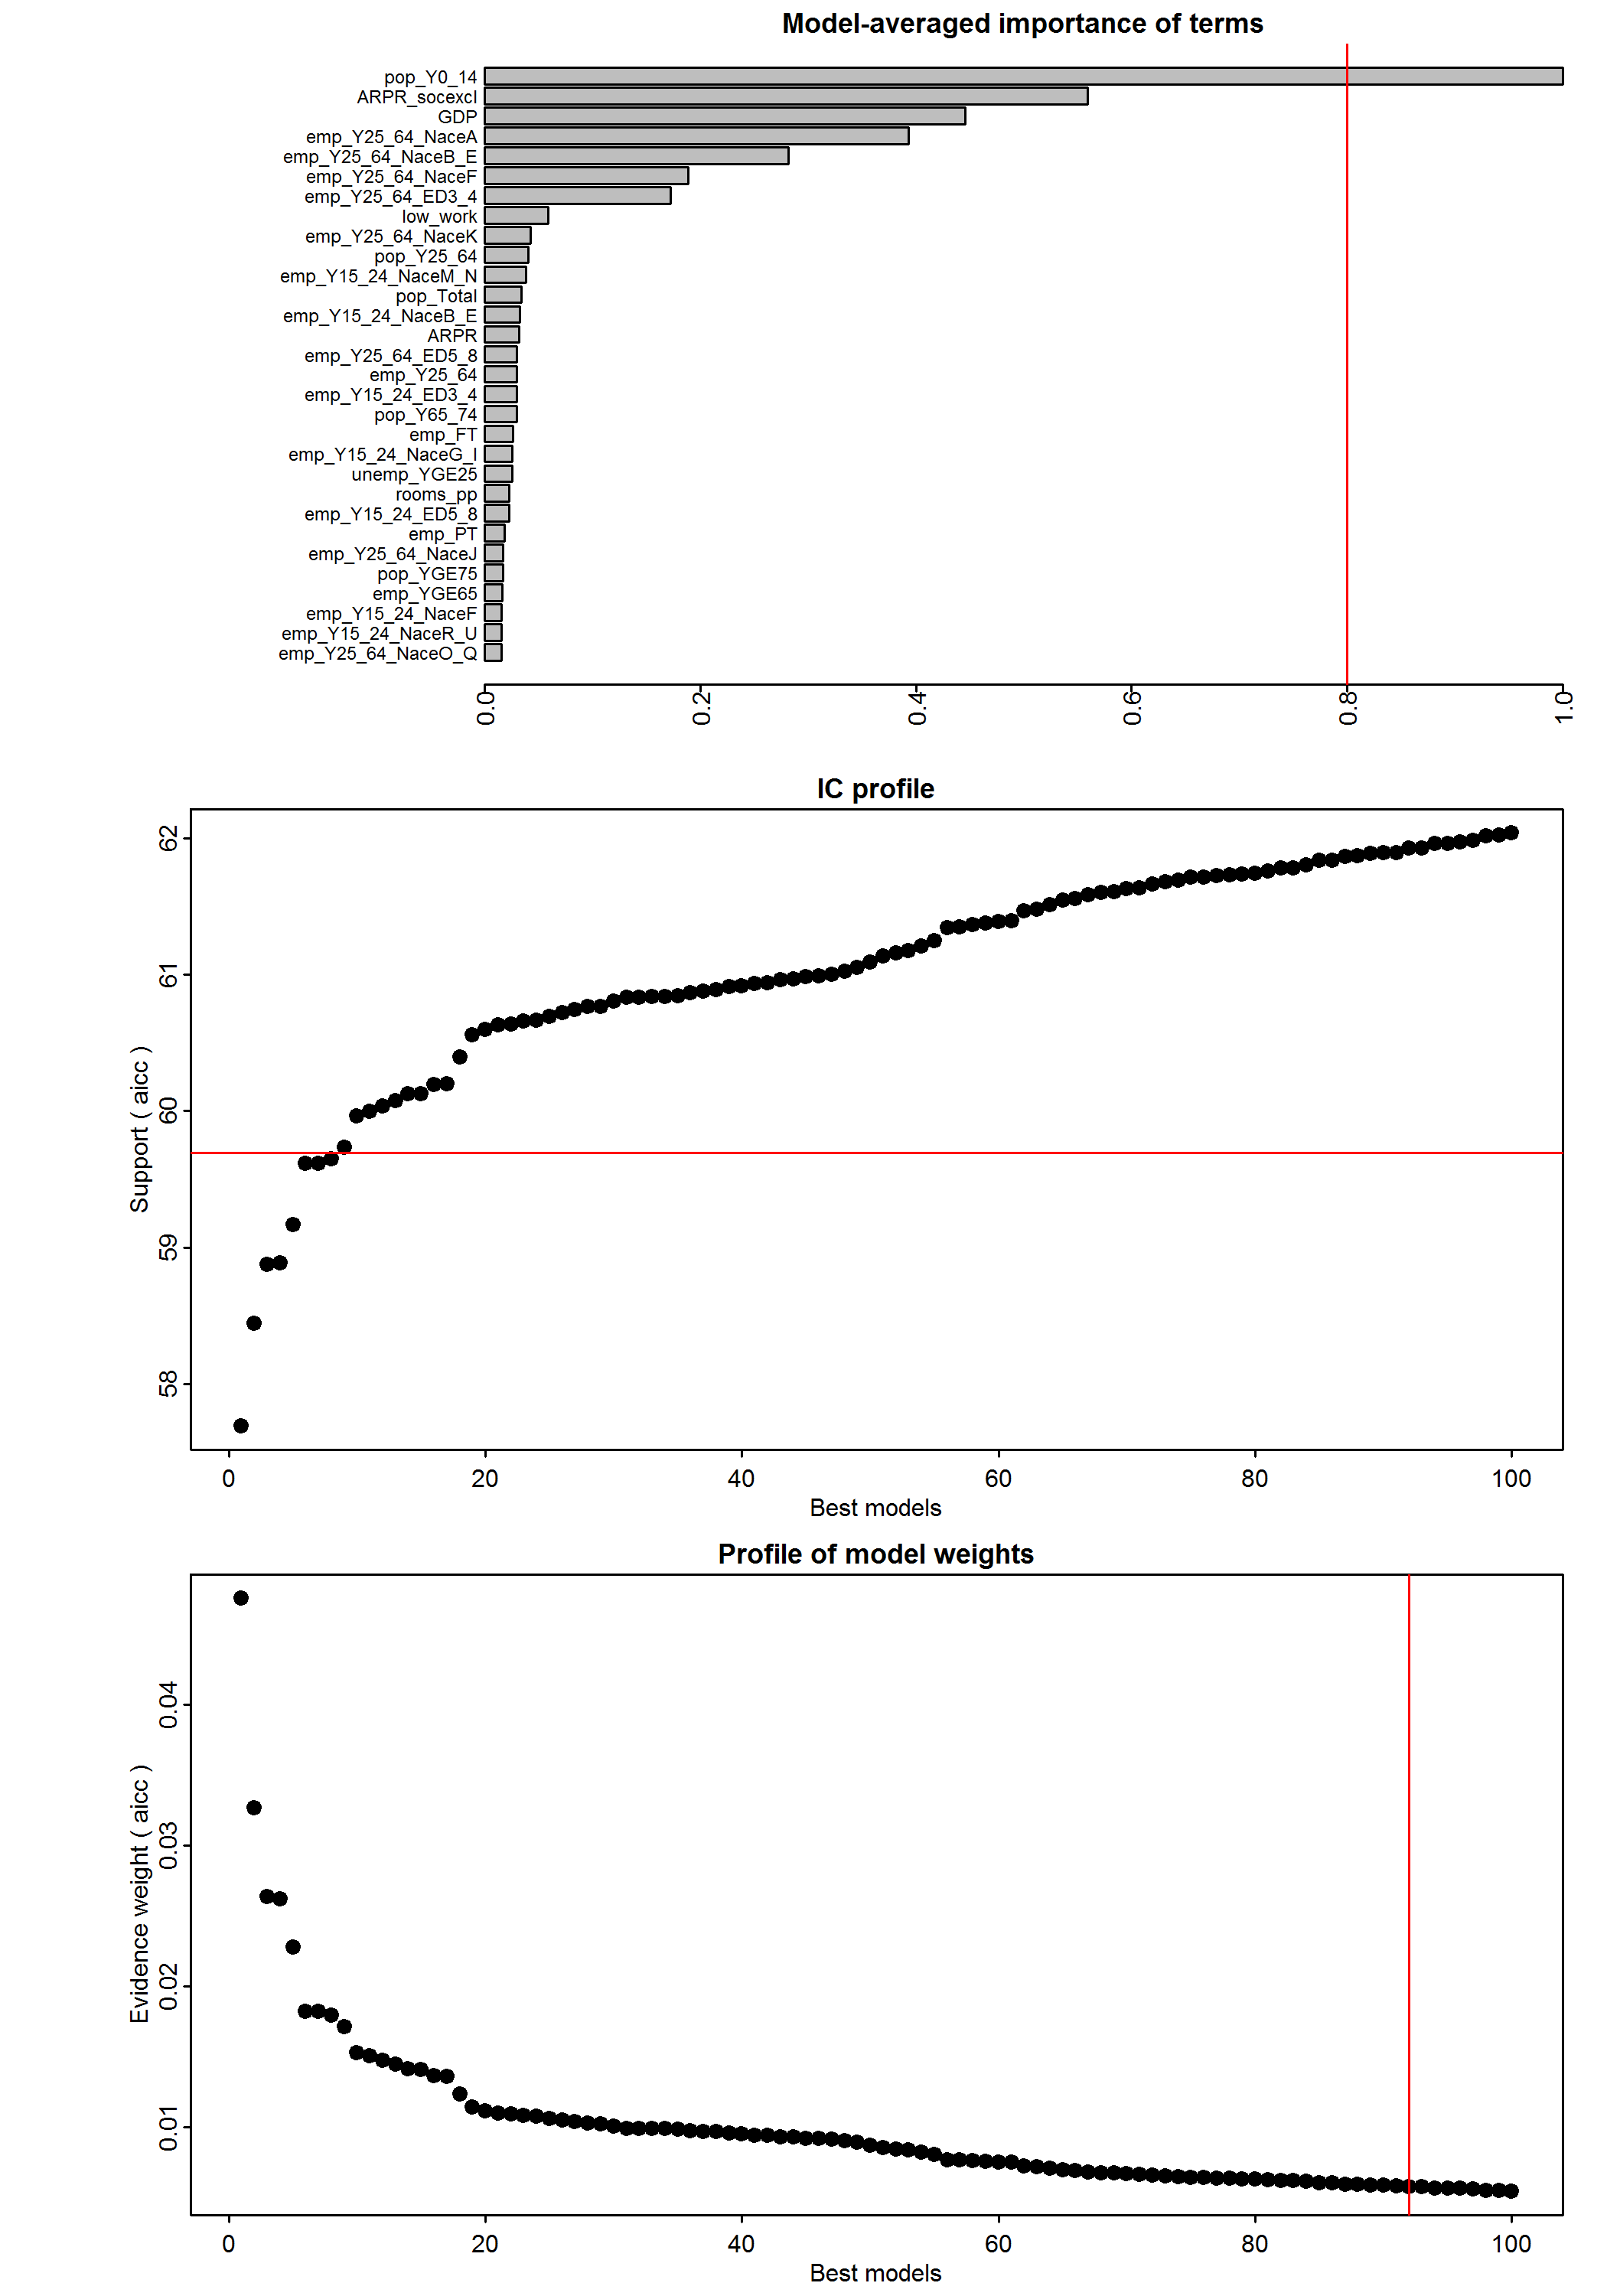 Model-averaged importance of terms
pop_Y0_14
ARPR_socexcl
GDP
emp_Y25_64_NaceA
emp_Y25_64_NaceB_E
emp_Y25_64_NaceF
emp_Y25_64_ED3_4
low_work
emp_Y25_64_NaceK
pop_Y25_64
emp_Y15_24_NaceM_N
pop_Total
emp_Y15_24_NaceB_E
ARPR
emp_Y25_64_ED5_8
emp_Y25_64
emp_Y15_24_ED3_4
pop_Y65_74
emp_FT
emp_Y15_24_NaceG_I
unemp_YGE25
rooms_pp
emp_Y15_24_ED5_8
emp_PT
emp_Y25_64_NaceJ
pop_YGE75
emp_YGE65
emp_Y15_24_NaceF
emp_Y15_24_NaceR_U
emp_Y25_64_NaceO_Q
0.0 0.2 0.4 0.6 0.8 1.0
IC profile
Support ( aicc )
62
61
60
59
58
0 20 40 60 80 100
Best models
Profile of model weights
Evidence weight ( aicc )
0.04
0.03
0.02
0.01
0 20 40 60 80 100
Best models